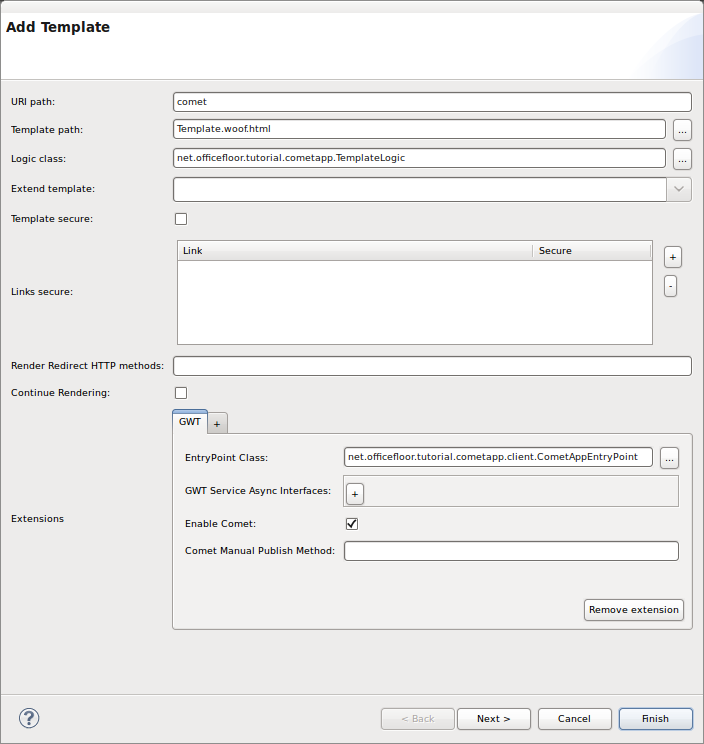 Add Template
URI path: comet
Template path: Template.woof.html ...
Logic class: net.officefloor.tutorial.cometapp.TemplateLogic ...
Extend template:
Template secure:
Link Secure
+
Links secure:
-
Render Redirect HTTP methods:
Continue Rendering:
GWT +
EntryPoint Class: net.officefloor.tutorial.cometapp.client.CometAppEntryPoint ...
GWT Service Async Interfaces: +
Extensions
Enable Comet:
Comet Manual Publish Method:
Remove extension
? < Back Next > Cancel Finish